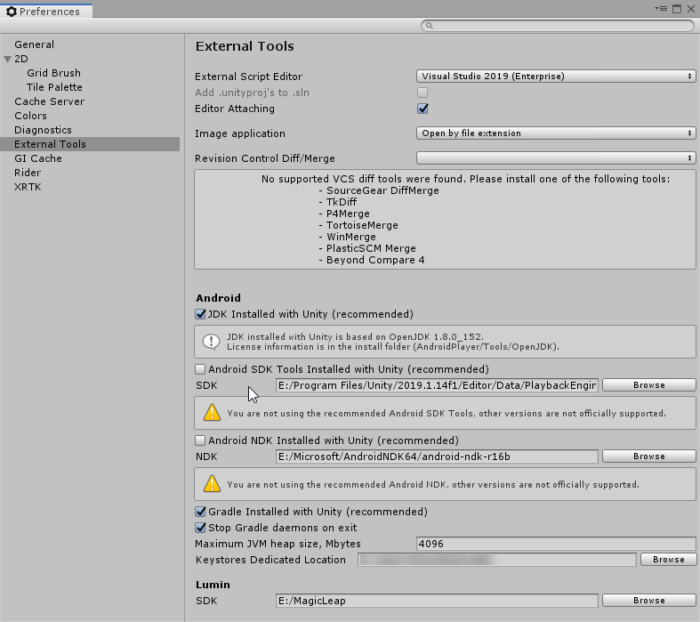 Preferences
General
2D
Grid Brush
Tile Palette
Cache Server
Colors
Diagnostics
External Tools
GI Cache
Rider
XRTK
External Tools
External Script Editor
Visual Studio 2019 (Enterprise)
Add .unityproj's to .sln
Editor Attaching
Image application
Open by file extension
Revision Control Diff/Merge
No supported VCS diff tools were found. Please install one of the following tools:
- SourceGear DiffMerge
- TkDiff
- P4Merge
- TortoiseMerge
- WinMerge
- PlasticSCM Merge
- Beyond Compare 4
Android
JDK Installed with Unity (recommended)
JDK installed with Unity is based on OpenJDK 1.8.0_152.
License information is in the install folder (AndroidPlayer/Tools/OpenJDK).
Android SDK Tools Installed with Unity (recommended)
SDK E:/Program Files/Unity/2019.1.14f1/Editor/Data/PlaybackEngir Browse
You are not using the recommended Android SDK Tools, other versions are not officially supported.
Android NDK Installed with Unity (recommended)
NDK E:/Microsoft/AndroidNDK64/android-ndk-r16b Browse
You are not using the recommended Android NDK, other versions are not officially supported.
Gradle Installed with Unity (recommended)
Stop Gradle daemons on exit
Maximum JVM heap size, Mbytes 4096
Keystores Dedicated Location Browse
Lumin
SDK E:/MagicLeap Browse